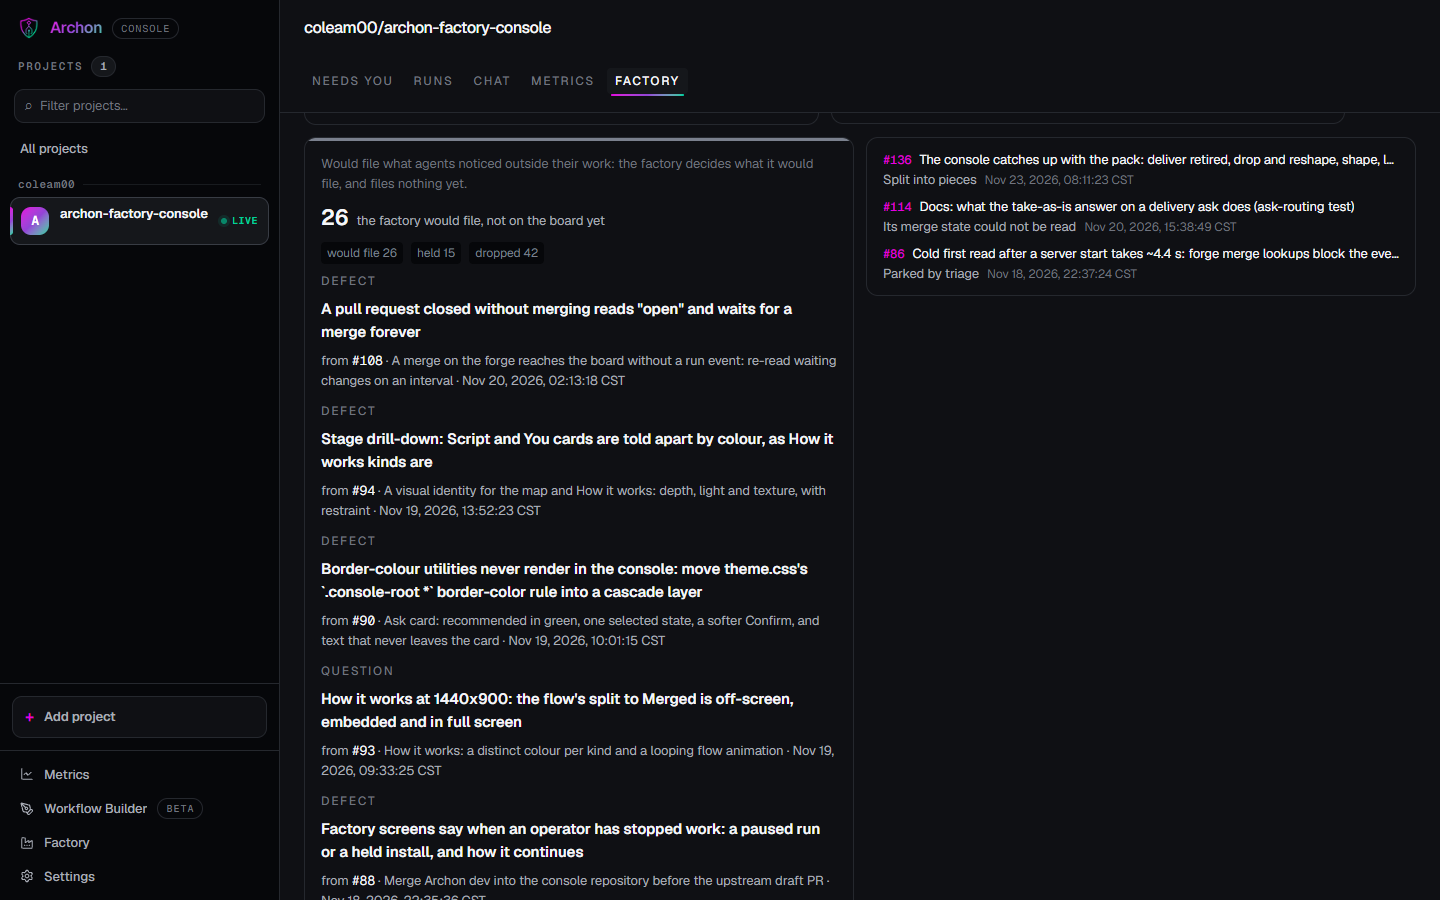 Archon CONSOLE
PROJECTS 1
Filter projects...
All projects
coleam00
A archon-factory-console LIVE
+ Add project
Metrics
Workflow Builder BETA
Factory
Settings
coleam00/archon-factory-console
NEEDS YOU RUNS CHAT METRICS FACTORY
Would file what agents noticed outside their work: the factory decides what it would
file, and files nothing yet.
26 the factory would file, not on the board yet
would file 26 held 15 dropped 42
DEFECT
A pull request closed without merging reads "open" and waits for a
merge forever
from #108 · A merge on the forge reaches the board without a run event: re-read waiting
changes on an interval · Nov 20, 2026, 02:13:18 CST
DEFECT
Stage drill-down: Script and You cards are told apart by colour, as How it
works kinds are
from #94 · A visual identity for the map and How it works: depth, light and texture, with
restraint · Nov 19, 2026, 13:52:23 CST
DEFECT
Border-colour utilities never render in the console: move theme.css's
`.console-root *` border-color rule into a cascade layer
from #90 · Ask card: recommended in green, one selected state, a softer Confirm, and
text that never leaves the card · Nov 19, 2026, 10:01:15 CST
QUESTION
How it works at 1440x900: the flow's split to Merged is off-screen,
embedded and in full screen
from #93 · How it works: a distinct colour per kind and a looping flow animation · Nov 19,
2026, 09:33:25 CST
DEFECT
Factory screens say when an operator has stopped work: a paused run
or a held install, and how it continues
from #88 · Merge Archon dev into the console repository before the upstream draft PR ·
Nov 18, 2026, 22:35:36 CST
#136 The console catches up with the pack: deliver retired, drop and reshape, shape, l...
Split into pieces Nov 23, 2026, 08:11:23 CST
#114 Docs: what the take-as-is answer on a delivery ask does (ask-routing test)
Its merge state could not be read Nov 20, 2026, 15:38:49 CST
#86 Cold first read after a server start takes ~4.4 s: forge merge lookups block the eve...
Parked by triage Nov 18, 2026, 22:37:24 CST